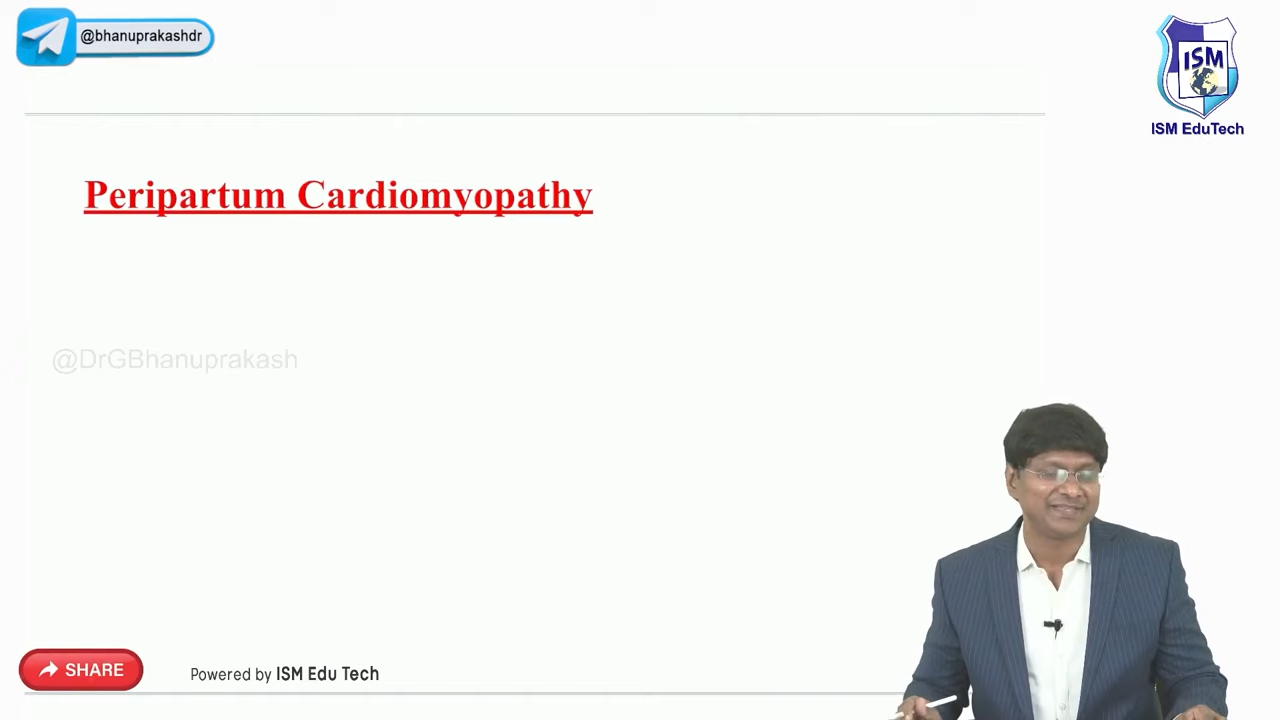 @bhanuprakashdr
ISM
ISM EduTech
Peripartum Cardiomyopathy
@DrGBhanuprakash
SHARE
Powered by ISM Edu Tech